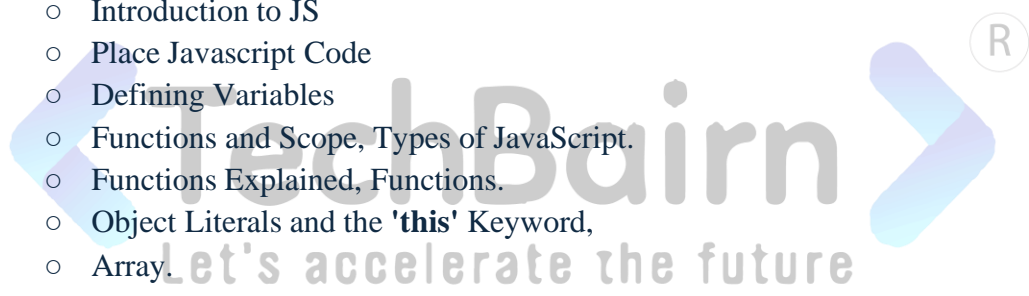 ○ Introduction to JS
○ Place Javascript Code
○ Defining Variables
○ Functions and Scope, Types of JavaScript.
○ Functions Explained, Functions.
○ Object Literals and the 'this' Keyword,
○ Array.
TechBairn
Let's accelerate the future
R